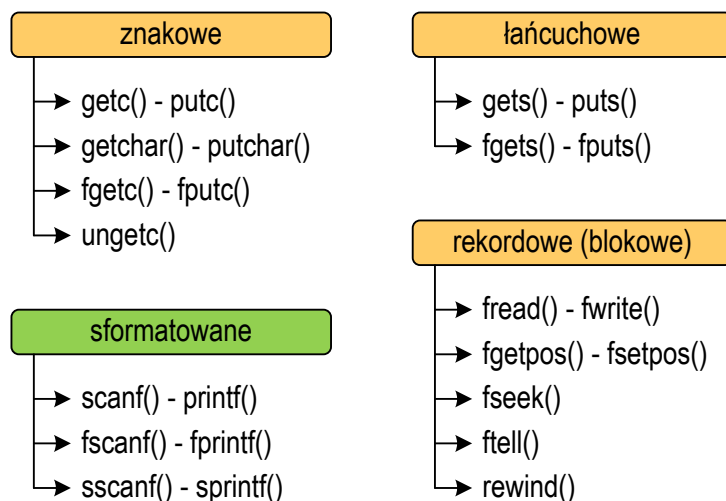 znakowe
getc() - putc()
getchar() - putchar()
fgetc() - fputc()
ungetc()
sformatowane
scanf() - printf()
fscanf() - fprintf()
sscanf() - sprintf()
łańcuchowe
gets() - puts()
fgets() - fputs()
rekordowe (blokowe)
fread() - fwrite()
fgetpos() - fsetpos()
fseek()
ftell()
rewind()